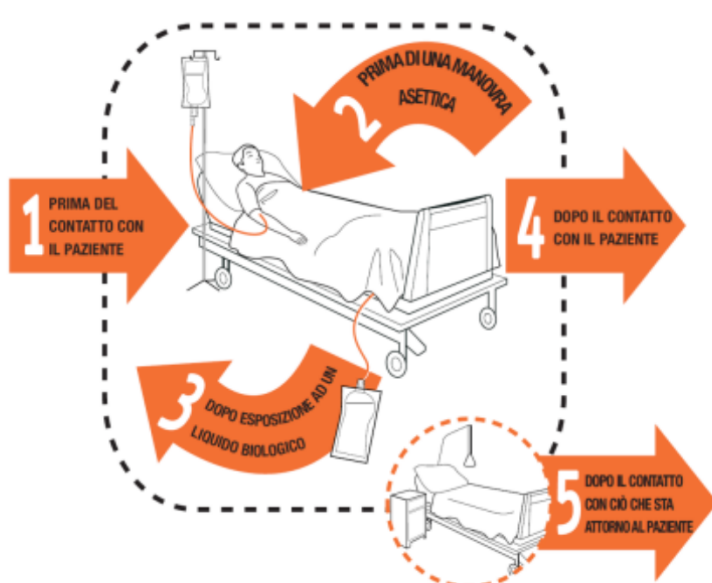 1
PRIMA DEL
CONTATTO CON
IL PAZIENTE
2
PRIMA DI UNA MANOVRA
ASETTICA
3
DOPO ESPOSIZIONE AD UN
LIQUIDO BIOLOGICO
4
DOPO IL CONTATTO
CON IL PAZIENTE
5
DOPO IL CONTATTO
CON CIÒ CHE STA
ATTORNO AL PAZIENTE